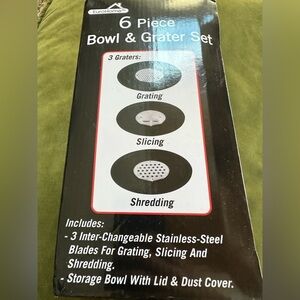 EuroHome
6 Piece
Bowl & Grater Set
3 Graters:
Grating
Slicing
Shredding
Includes:
- 3 Inter-Changeable Stainless-Steel
Blades For Grating, Slicing And
Shredding.
- Storage Bowl With Lid & Dust Cover.